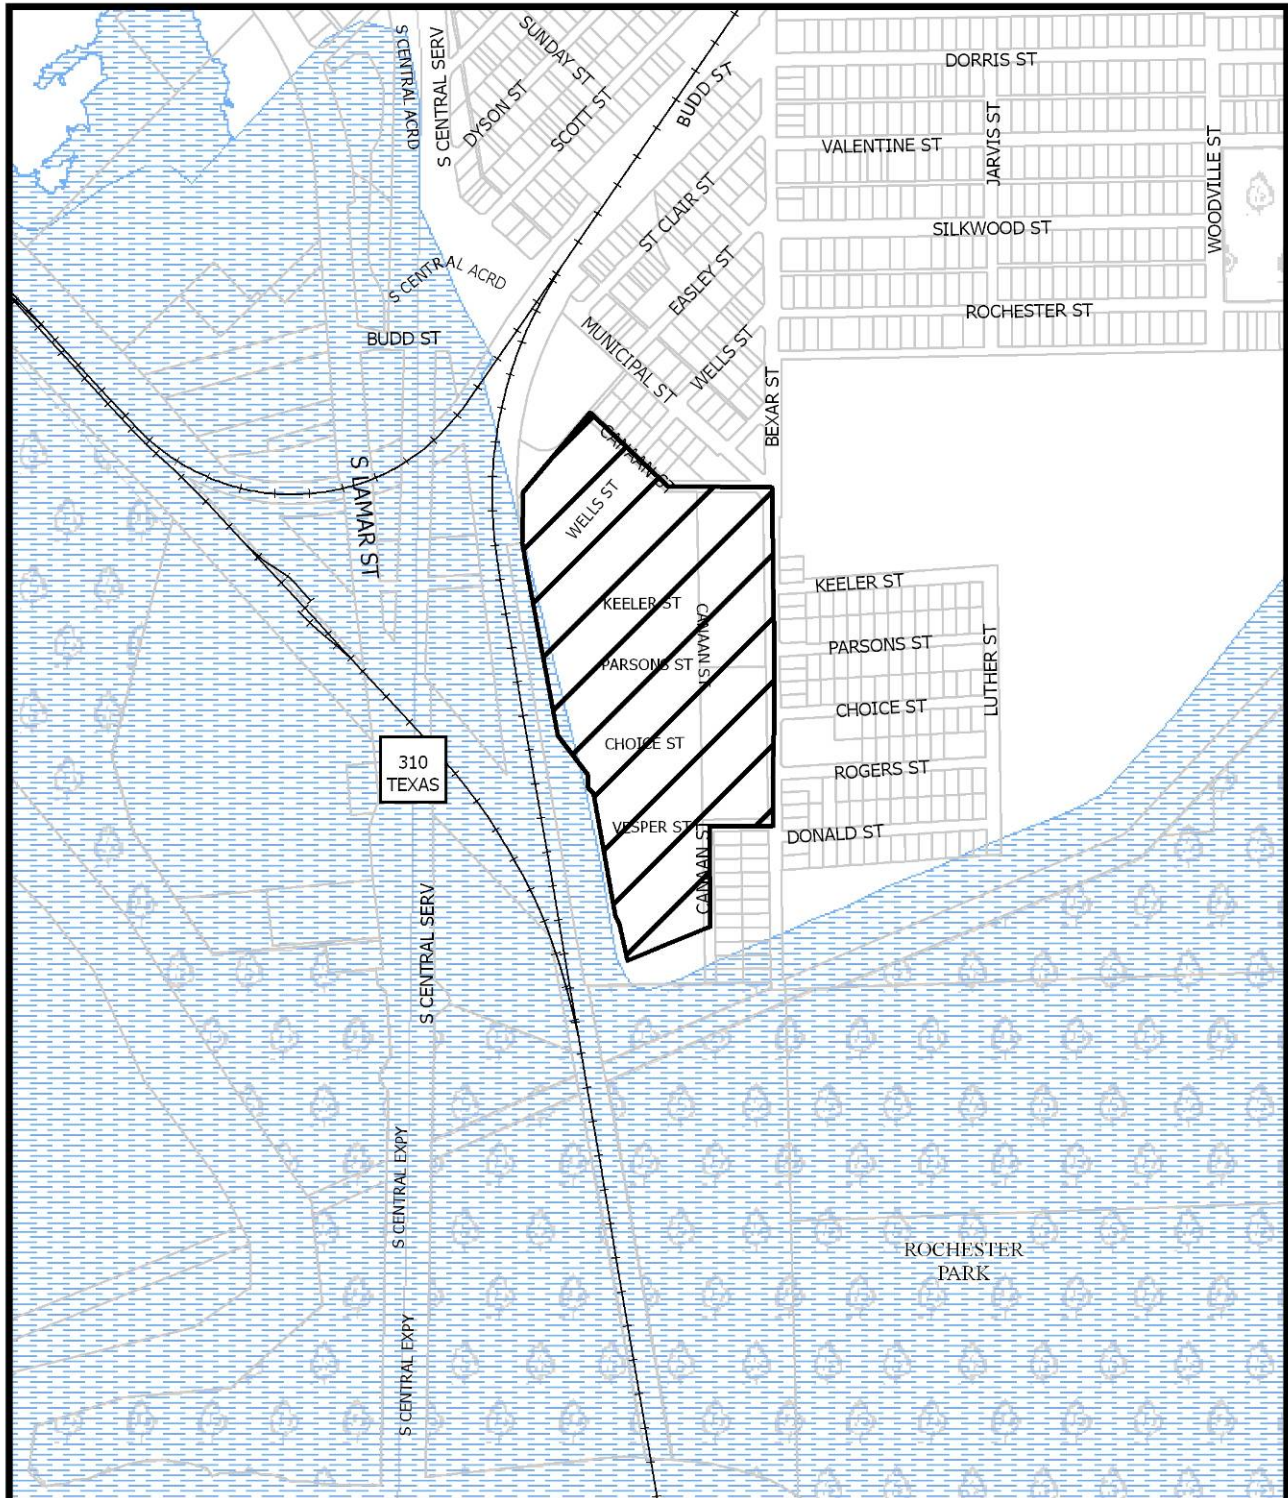 SUNDAY ST
S CENTRAL ACRD
S CENTRAL SERV
DYSON ST
SCOTT ST
BUDD ST
DORRIS ST
VALENTINE ST
JARVIS ST
WOODVILLE ST
ST CLAIR ST
SILKWOOD ST
S CENTRAL ACRD
EASLEY ST
ROCHESTER ST
BUDD ST
MUNICIPAL ST
WELLS ST
BEXAR ST
CANAAN ST
S LAMAR ST
WELLS ST
KEELER ST
KEELER ST
CANAAN ST
PARSONS ST
PARSONS ST
LUTHER ST
CHOICE ST
CHOICE ST
310
TEXAS
ROGERS ST
VESPER ST
DONALD ST
CANAAN ST
S CENTRAL SERV
S CENTRAL EXPY
ROCHESTER
PARK
S CENTRAL EXPY